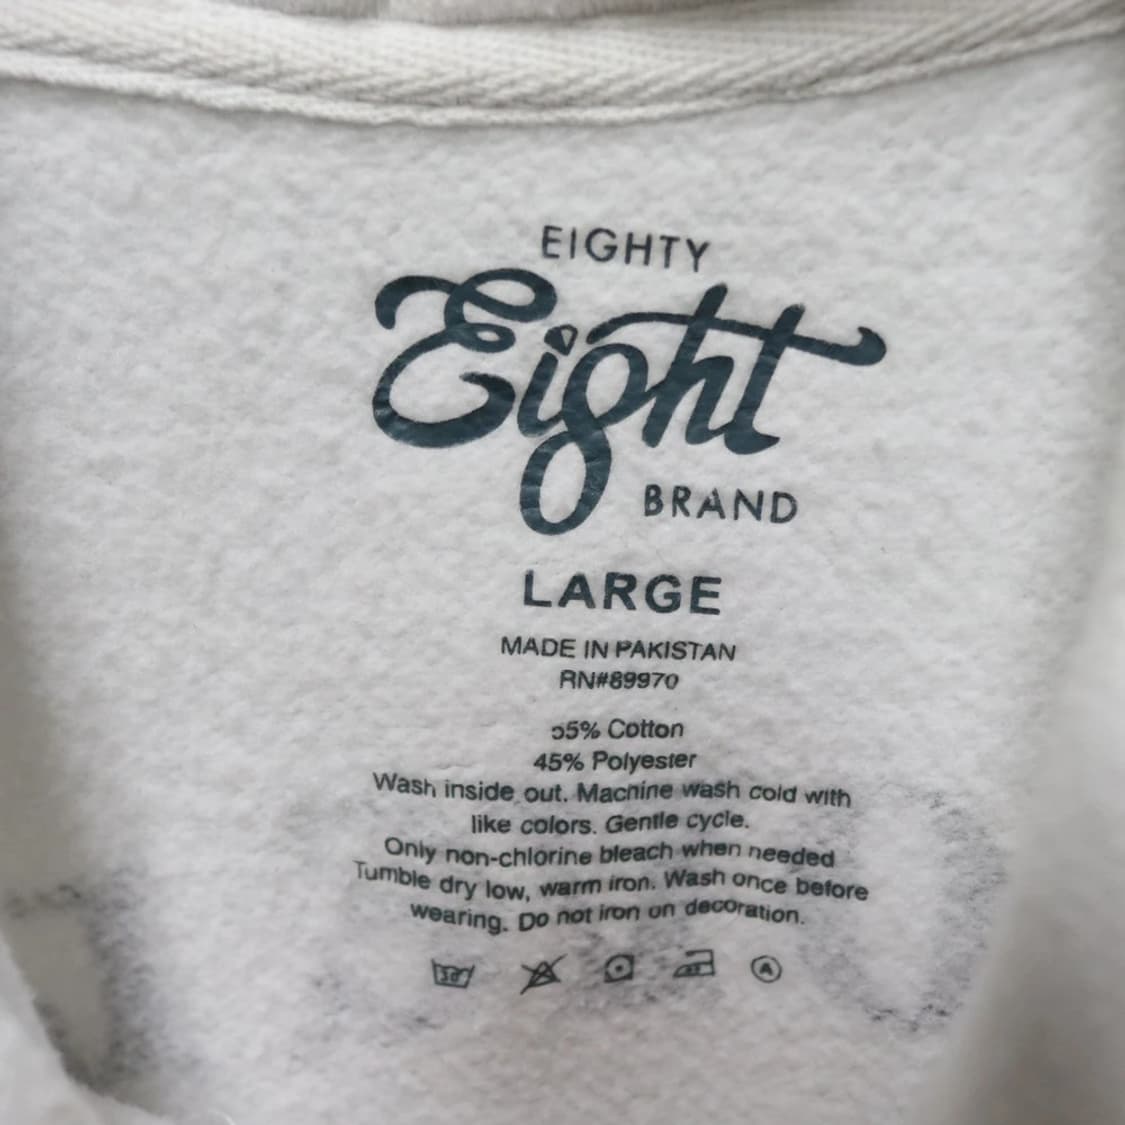 EIGHTY
Eight
BRAND
LARGE
MADE IN PAKISTAN
RN#89970
55% Cotton
45% Polyester
Wash inside out. Machine wash cold with
like colors. Gentle cycle.
Only non-chlorine bleach when needed
Tumble dry low, warm iron. Wash once before
wearing. Do not iron on decoration.
30°
A